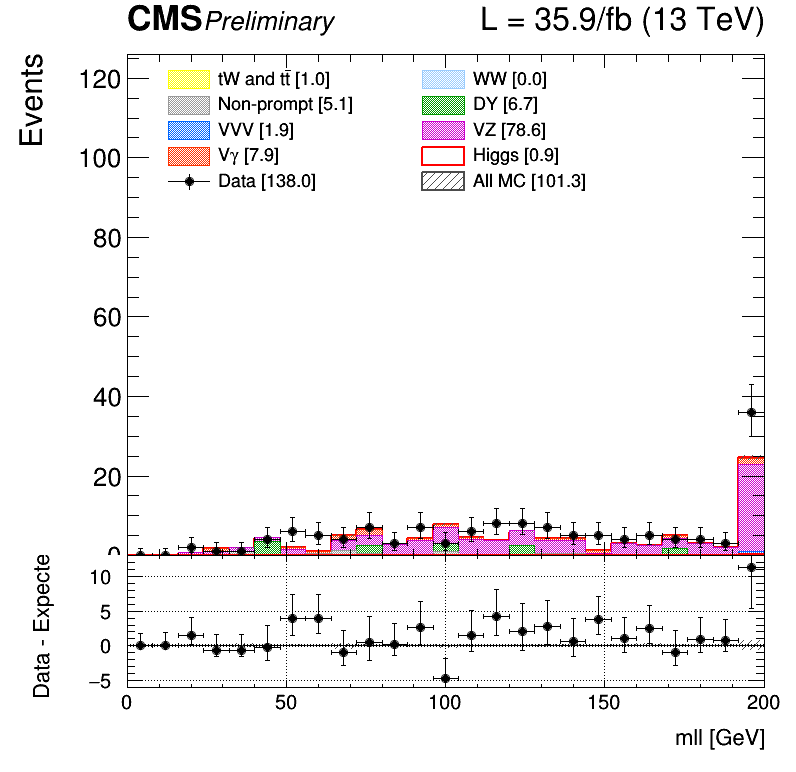 CMS Preliminary L = 35.9/fb (13 TeV)
Events
120
100
80
60
40
20
0
tW and tt̄ [1.0]
WW [0.0]
Non-prompt [5.1]
DY [6.7]
VVV [1.9]
VZ [78.6]
Vγ [7.9]
Higgs [0.9]
Data [138.0]
All MC [101.3]
Data - Expecte
10
5
0
−5
0 50 100 150 200
mll [GeV]